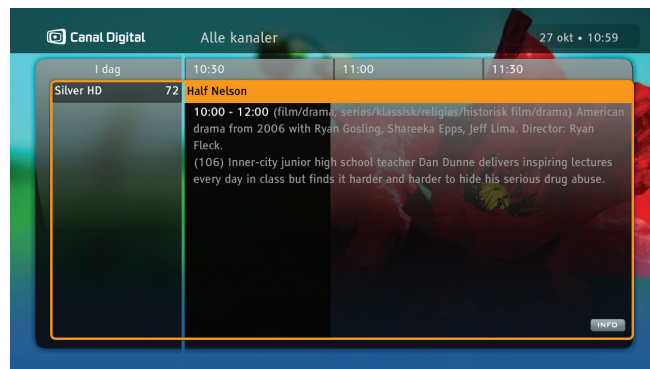 Canal Digital
Alle kanaler
27 okt • 10:59
I dag
10:30
11:00
11:30
Silver HD 72
Half Nelson
10:00 - 12:00 (film/drama, seriøs/klassisk/religiøs/historisk film/drama) American
drama from 2006 with Ryan Gosling, Shareeka Epps, Jeff Lima. Director: Ryan
Fleck.
(106) Inner-city junior high school teacher Dan Dunne delivers inspiring lectures
every day in class but finds it harder and harder to hide his serious drug abuse.
INFO